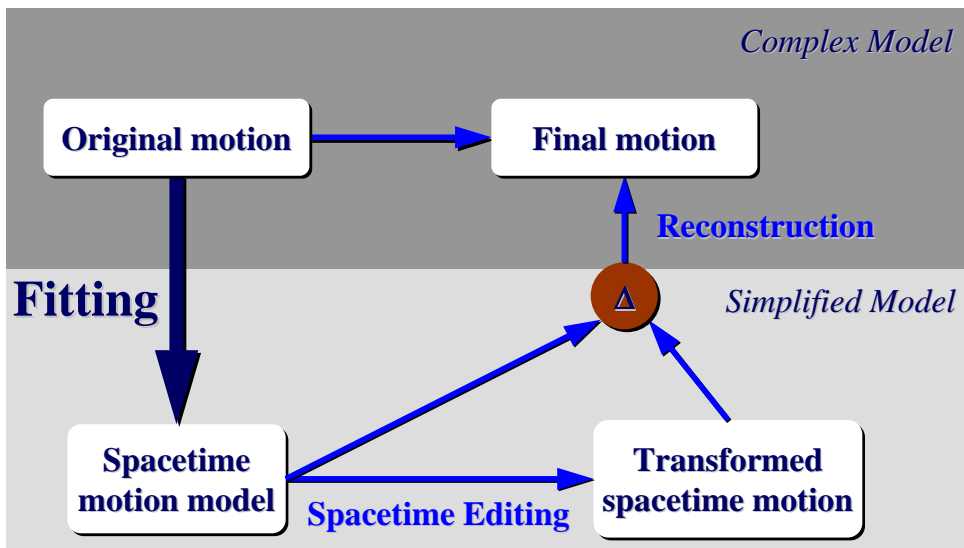 Complex Model
Original motion
Final motion
Reconstruction
Fitting
Δ
Simplified Model
Spacetime
motion model
Transformed
spacetime motion
Spacetime Editing